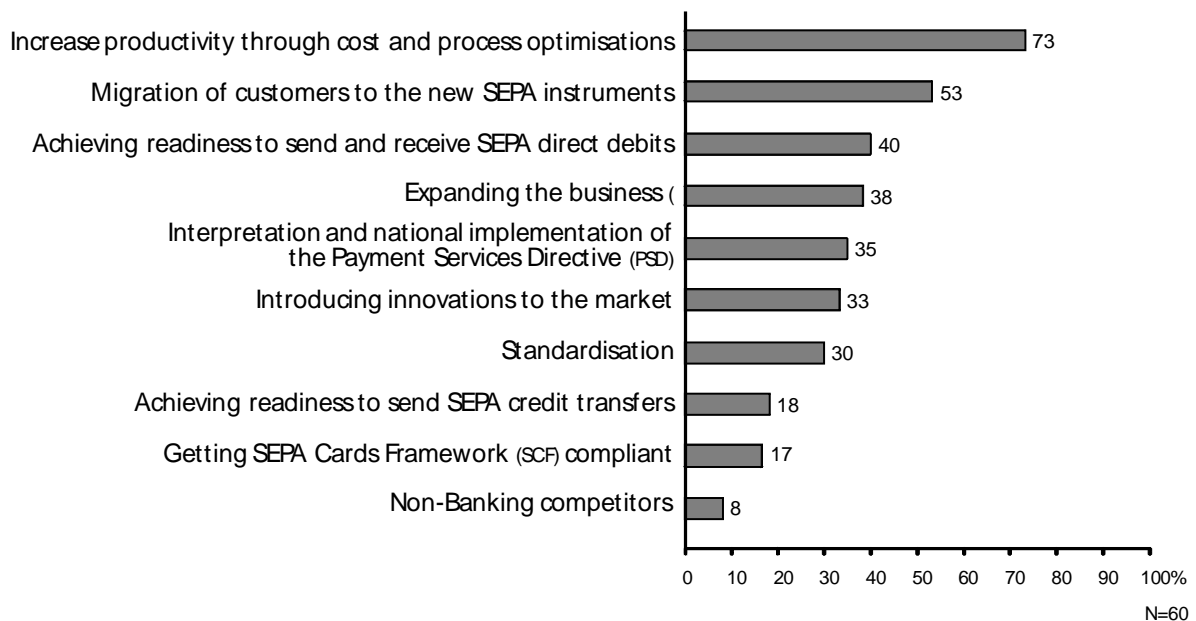 Increase productivity through cost and process optimisations 73
Migration of customers to the new SEPA instruments 53
Achieving readiness to send and receive SEPA direct debits 40
Expanding the business ( 38
Interpretation and national implementation of
the Payment Services Directive (PSD) 35
Introducing innovations to the market 33
Standardisation 30
Achieving readiness to send SEPA credit transfers 18
Getting SEPA Cards Framework (SCF) compliant 17
Non-Banking competitors 8
0 10 20 30 40 50 60 70 80 90 100%
N=60